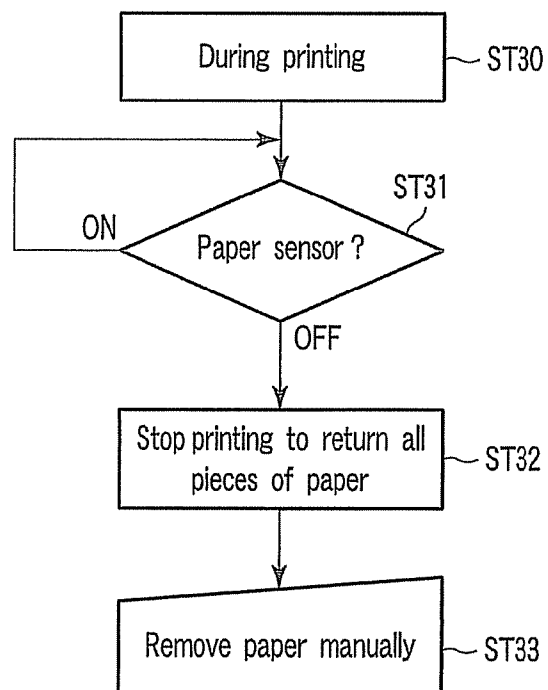 During printing
ST30
ST31
ON
Paper sensor ?
OFF
Stop printing to return all
pieces of paper
ST32
Remove paper manually
ST33